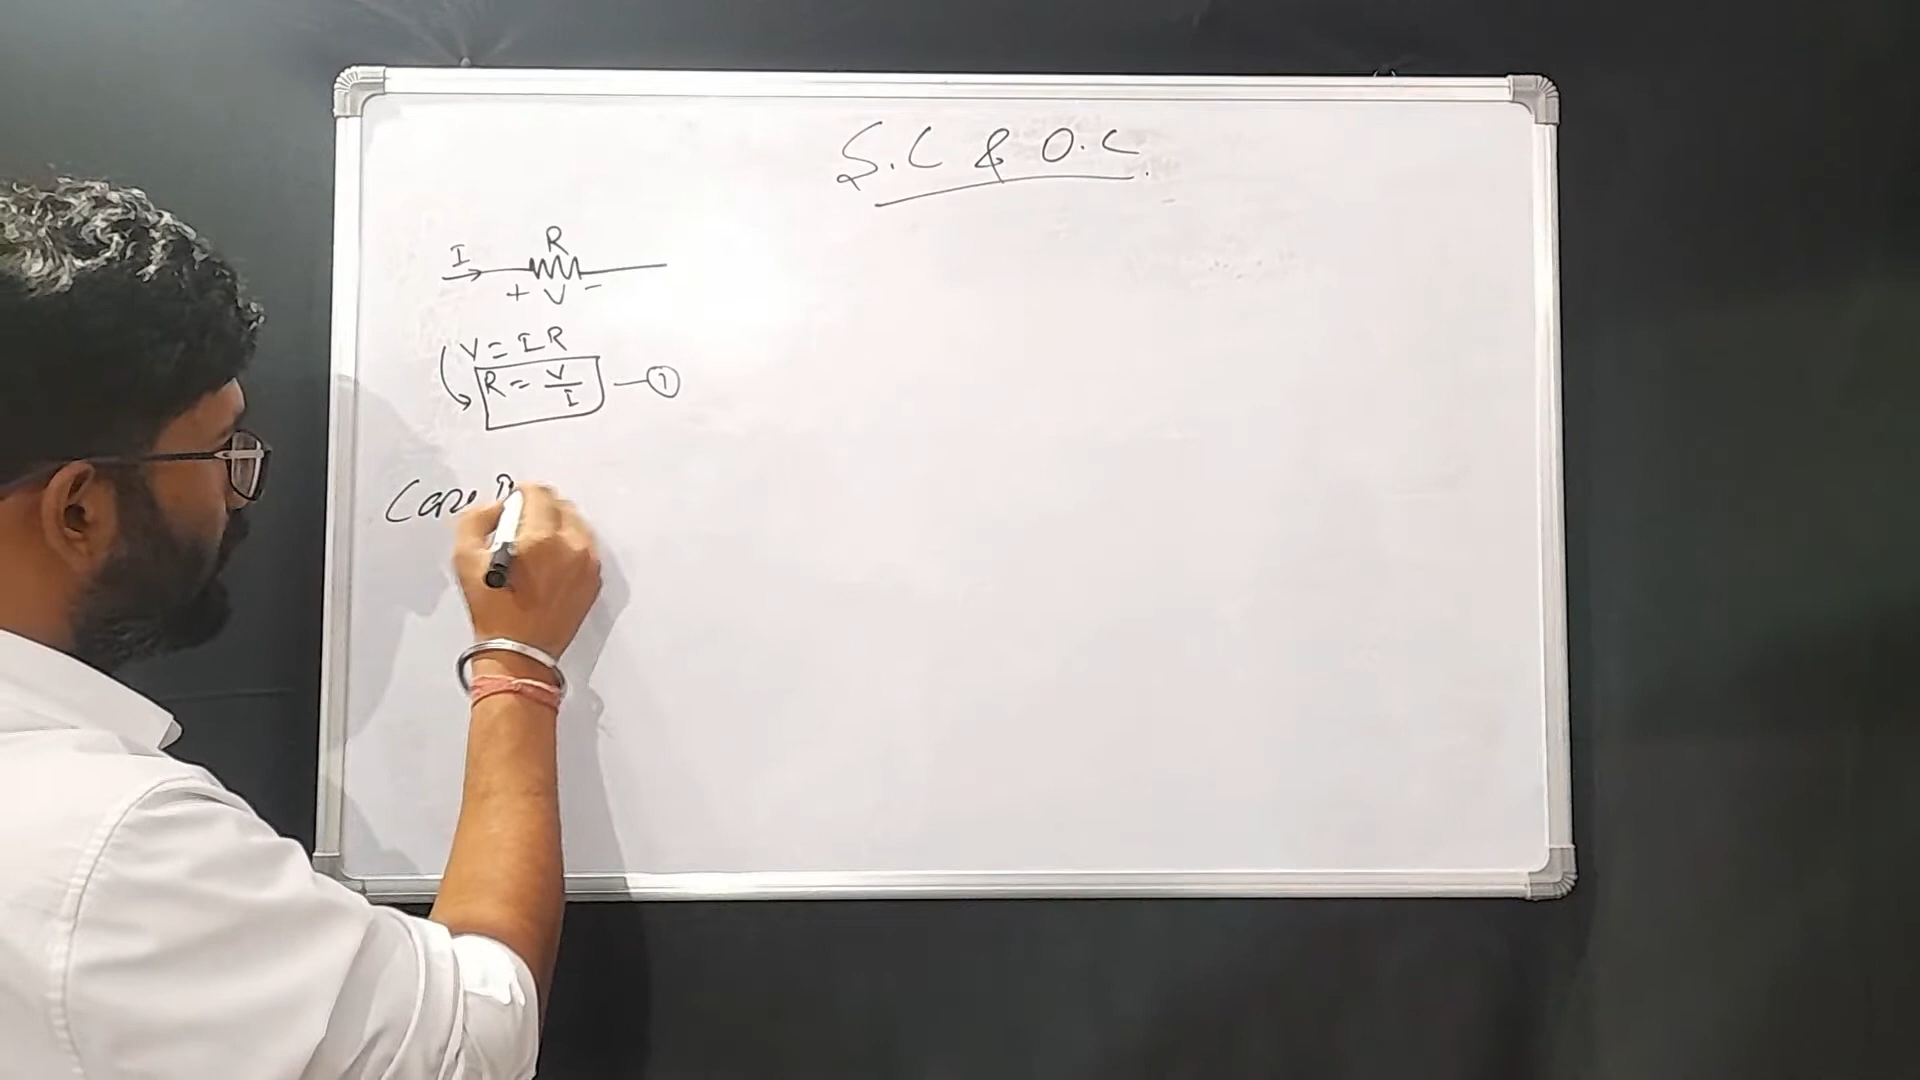 S.C & O.C
I R
+ V -
V = IR
R = V/I — ①
Case